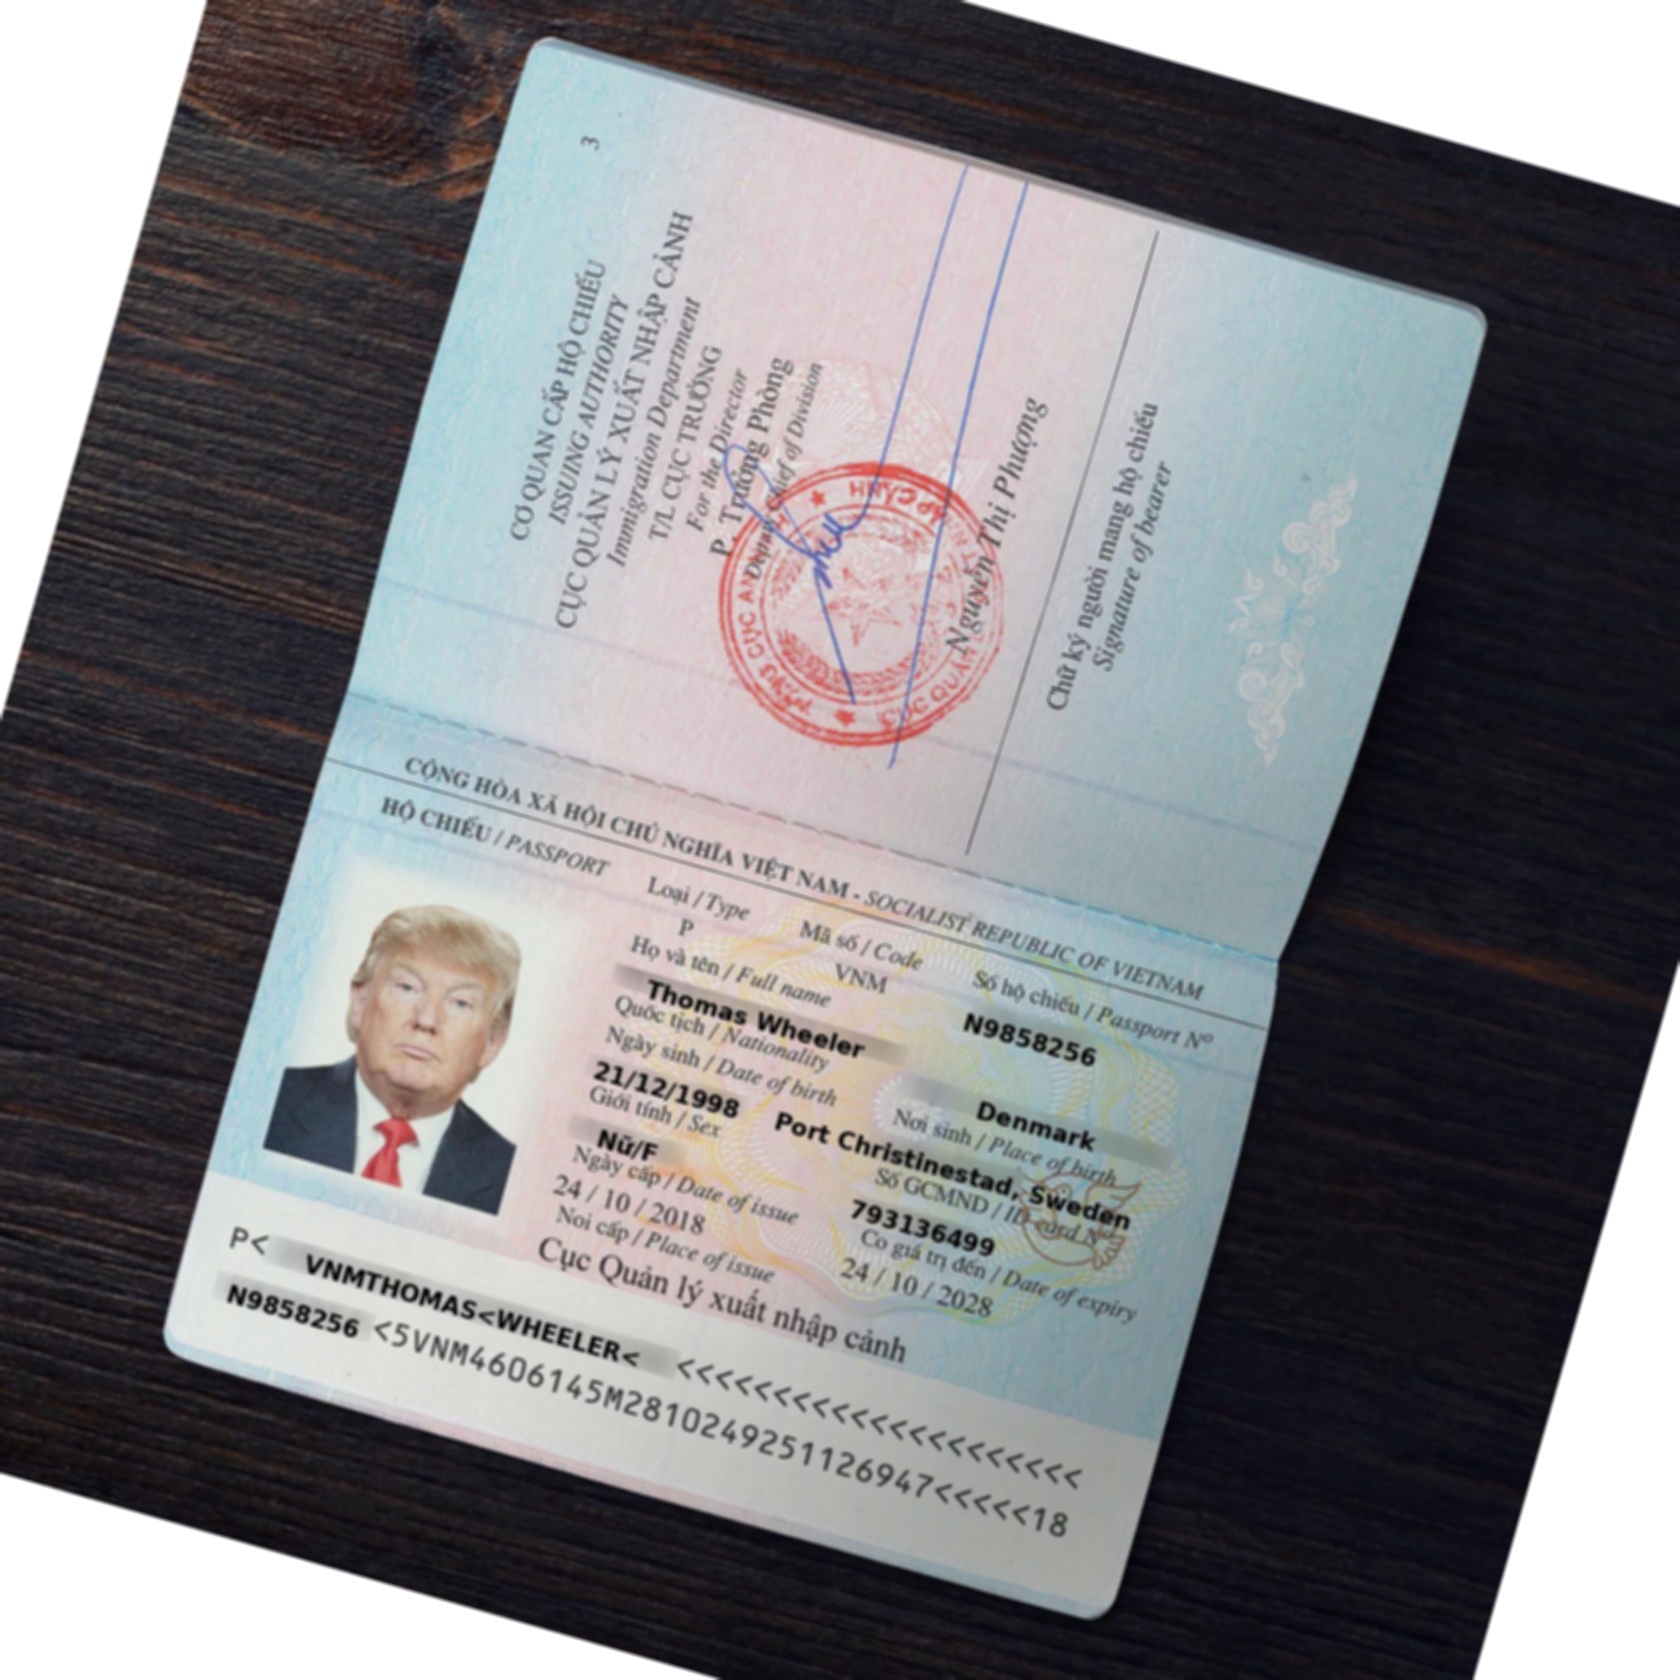 3
CƠ QUAN CẤP HỘ CHIẾU
ISSUING AUTHORITY
CỤC QUẢN LÝ XUẤT NHẬP CẢNH
Immigration Department
T/L CỤC TRƯỞNG
For the Director
P. Trưởng Phòng
Deputy Chief of Division
Nguyễn Thị Phượng
Chữ ký người mang hộ chiếu
Signature of bearer
CỘNG HÒA XÃ HỘI CHỦ NGHĨA VIỆT NAM - SOCIALIST REPUBLIC OF VIETNAM
HỘ CHIẾU / PASSPORT
Loại / Type
P
Mã số / Code
VNM
Số hộ chiếu / Passport Nº
N9858256
Họ và tên / Full name
Thomas Wheeler
Quốc tịch / Nationality
Denmark
Ngày sinh / Date of birth
21/12/1998
Nơi sinh / Place of birth
Port Christinestad, Sweden
Giới tính / Sex
Nữ/F
Số GCMND / ID card Nº
793136499
Ngày cấp / Date of issue
24 / 10 / 2018
Có giá trị đến / Date of expiry
24 / 10 / 2028
Nơi cấp / Place of issue
Cục Quản lý xuất nhập cảnh
P< VNMTHOMAS<WHEELER< <<<<<<<<<<<<<<<<<<<<<
N9858256 <5VNM4606145M2810249251126947<<<<<18